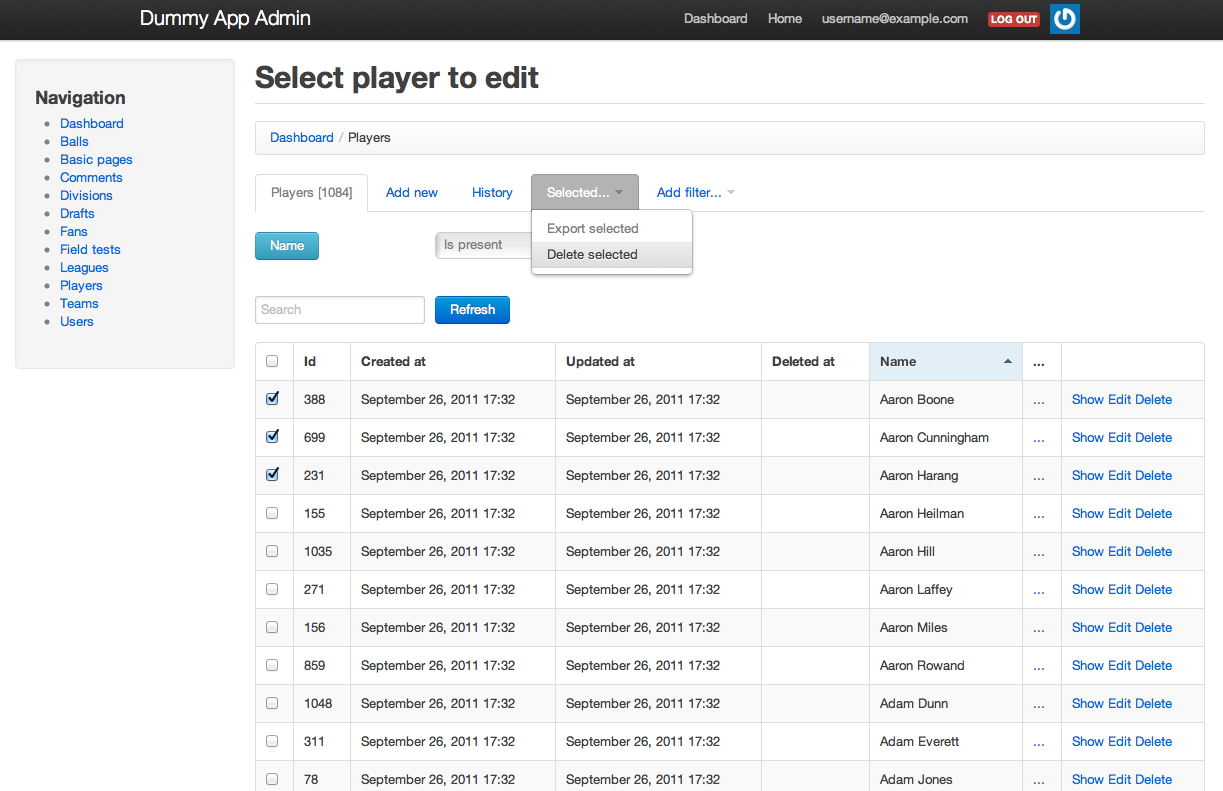 Dummy App Admin
Dashboard Home username@example.com LOG OUT
Navigation
Dashboard
Balls
Basic pages
Comments
Divisions
Drafts
Fans
Field tests
Leagues
Players
Teams
Users
Select player to edit
Dashboard / Players
Players [1084] Add new History Selected... Add filter...
Export selected
Delete selected
Name Is present
Search Refresh
Id Created at Updated at Deleted at Name ...
388 September 26, 2011 17:32 September 26, 2011 17:32 Aaron Boone ... Show Edit Delete
699 September 26, 2011 17:32 September 26, 2011 17:32 Aaron Cunningham ... Show Edit Delete
231 September 26, 2011 17:32 September 26, 2011 17:32 Aaron Harang ... Show Edit Delete
155 September 26, 2011 17:32 September 26, 2011 17:32 Aaron Heilman ... Show Edit Delete
1035 September 26, 2011 17:32 September 26, 2011 17:32 Aaron Hill ... Show Edit Delete
271 September 26, 2011 17:32 September 26, 2011 17:32 Aaron Laffey ... Show Edit Delete
156 September 26, 2011 17:32 September 26, 2011 17:32 Aaron Miles ... Show Edit Delete
859 September 26, 2011 17:32 September 26, 2011 17:32 Aaron Rowand ... Show Edit Delete
1048 September 26, 2011 17:32 September 26, 2011 17:32 Adam Dunn ... Show Edit Delete
311 September 26, 2011 17:32 September 26, 2011 17:32 Adam Everett ... Show Edit Delete
78 September 26, 2011 17:32 September 26, 2011 17:32 Adam Jones ... Show Edit Delete